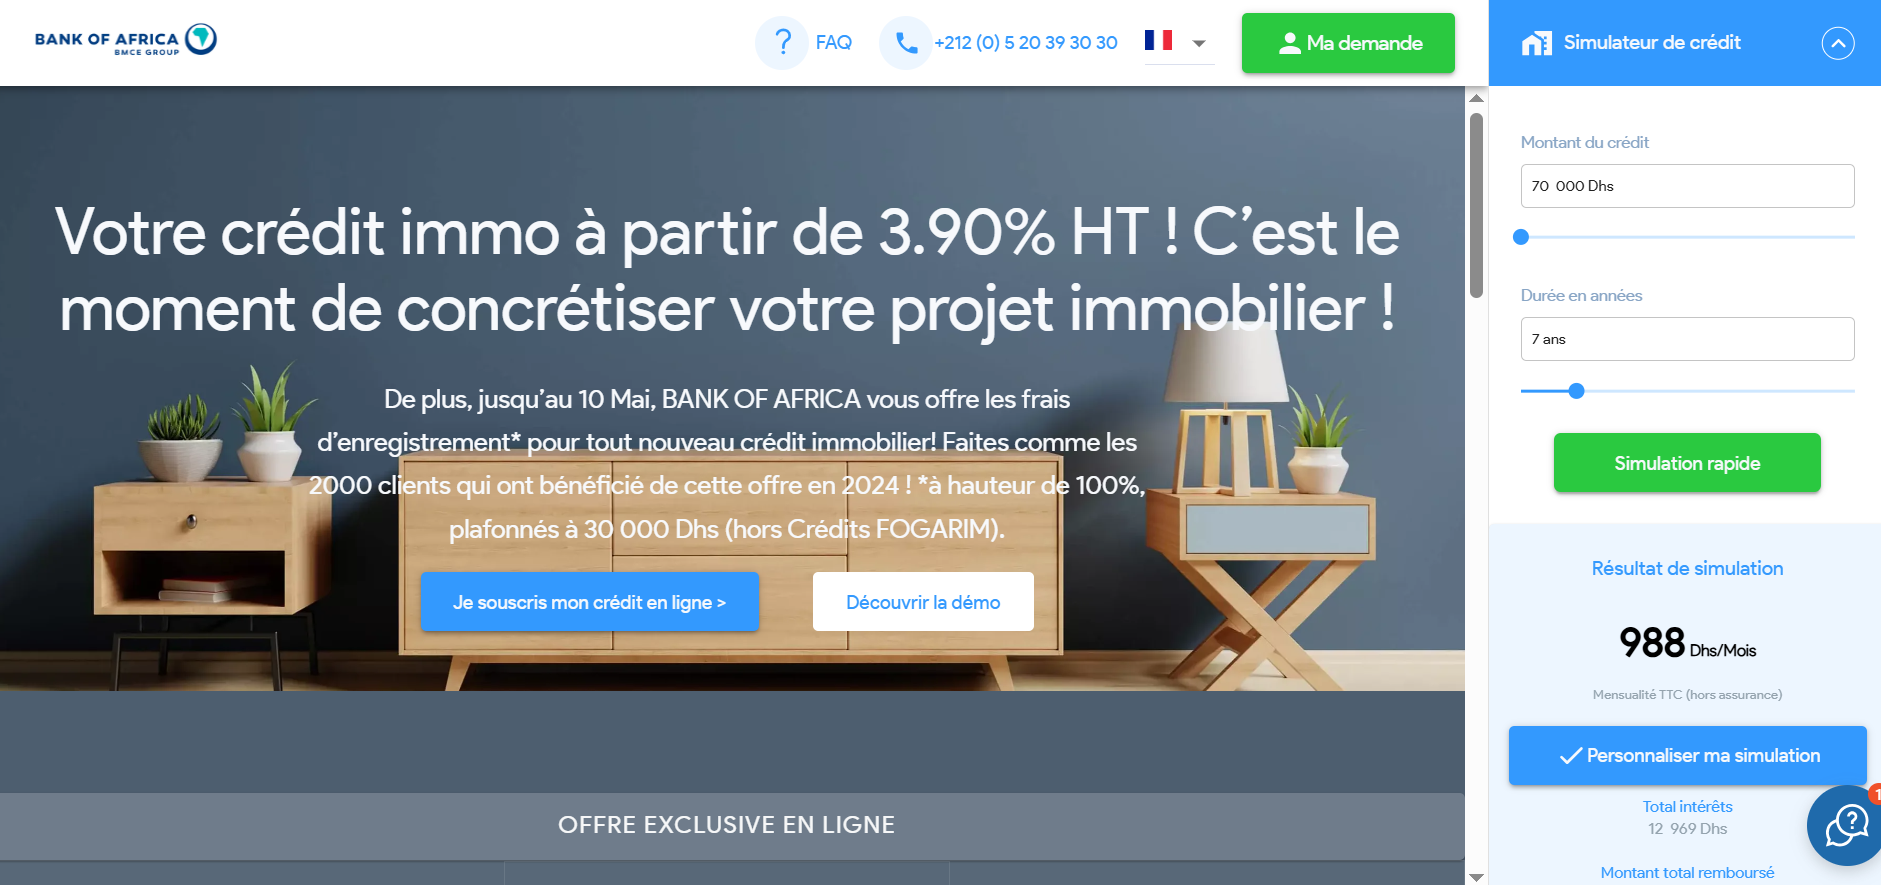 BANK OF AFRICA
BMCE GROUP
? FAQ
+212 (0) 5 20 39 30 30
Ma demande
Simulateur de crédit
Votre crédit immo à partir de 3.90% HT ! C’est le
moment de concrétiser votre projet immobilier !
De plus, jusqu’au 10 Mai, BANK OF AFRICA vous offre les frais
d’enregistrement* pour tout nouveau crédit immobilier! Faites comme les
2000 clients qui ont bénéficié de cette offre en 2024 ! *à hauteur de 100%,
plafonnés à 30 000 Dhs (hors Crédits FOGARIM).
Je souscris mon crédit en ligne >
Découvrir la démo
OFFRE EXCLUSIVE EN LIGNE
Montant du crédit
70 000 Dhs
Durée en années
7 ans
Simulation rapide
Résultat de simulation
988 Dhs/Mois
Mensualité TTC (hors assurance)
Personnaliser ma simulation
Total intérêts
12 969 Dhs
1
?
Montant total remboursé